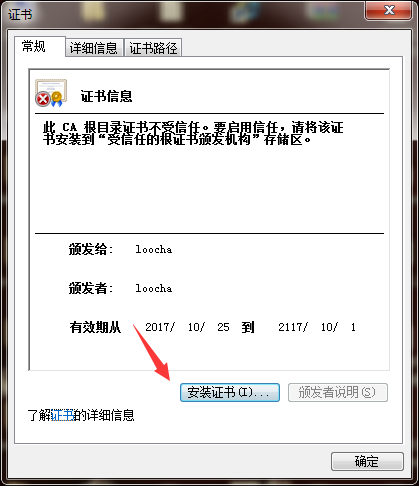 证书
常规 详细信息 证书路径
证书信息
此 CA 根目录证书不受信任。要启用信任，请将该证
书安装到“受信任的根证书颁发机构”存储区。
颁发给： loocha
颁发者： loocha
有效期从 2017/ 10/ 25 到 2117/ 10/ 1
安装证书(I)... 颁发者说明(S)
了解证书的详细信息
确定